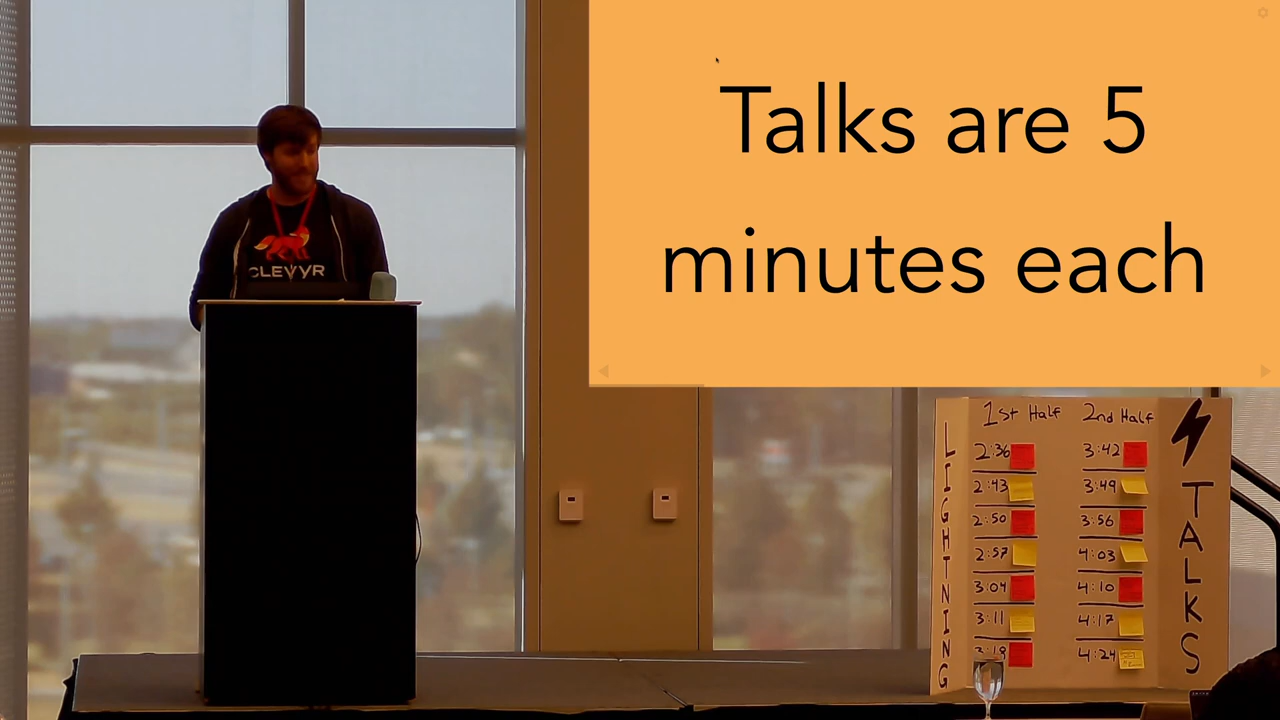 Talks are 5
minutes each
CLEVYR
LIGHTNING
1st Half
2:36
2:43
2:50
2:57
3:04
3:11
2nd Half
3:42
3:49
3:56
4:03
4:10
4:17
4:24
TALKS